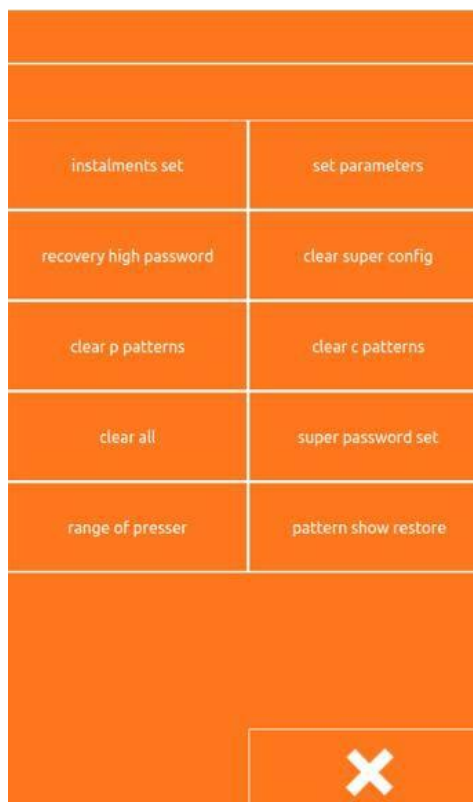 instalments set
set parameters
recovery high password
clear super config
clear p patterns
clear c patterns
clear all
super password set
range of presser
pattern show restore